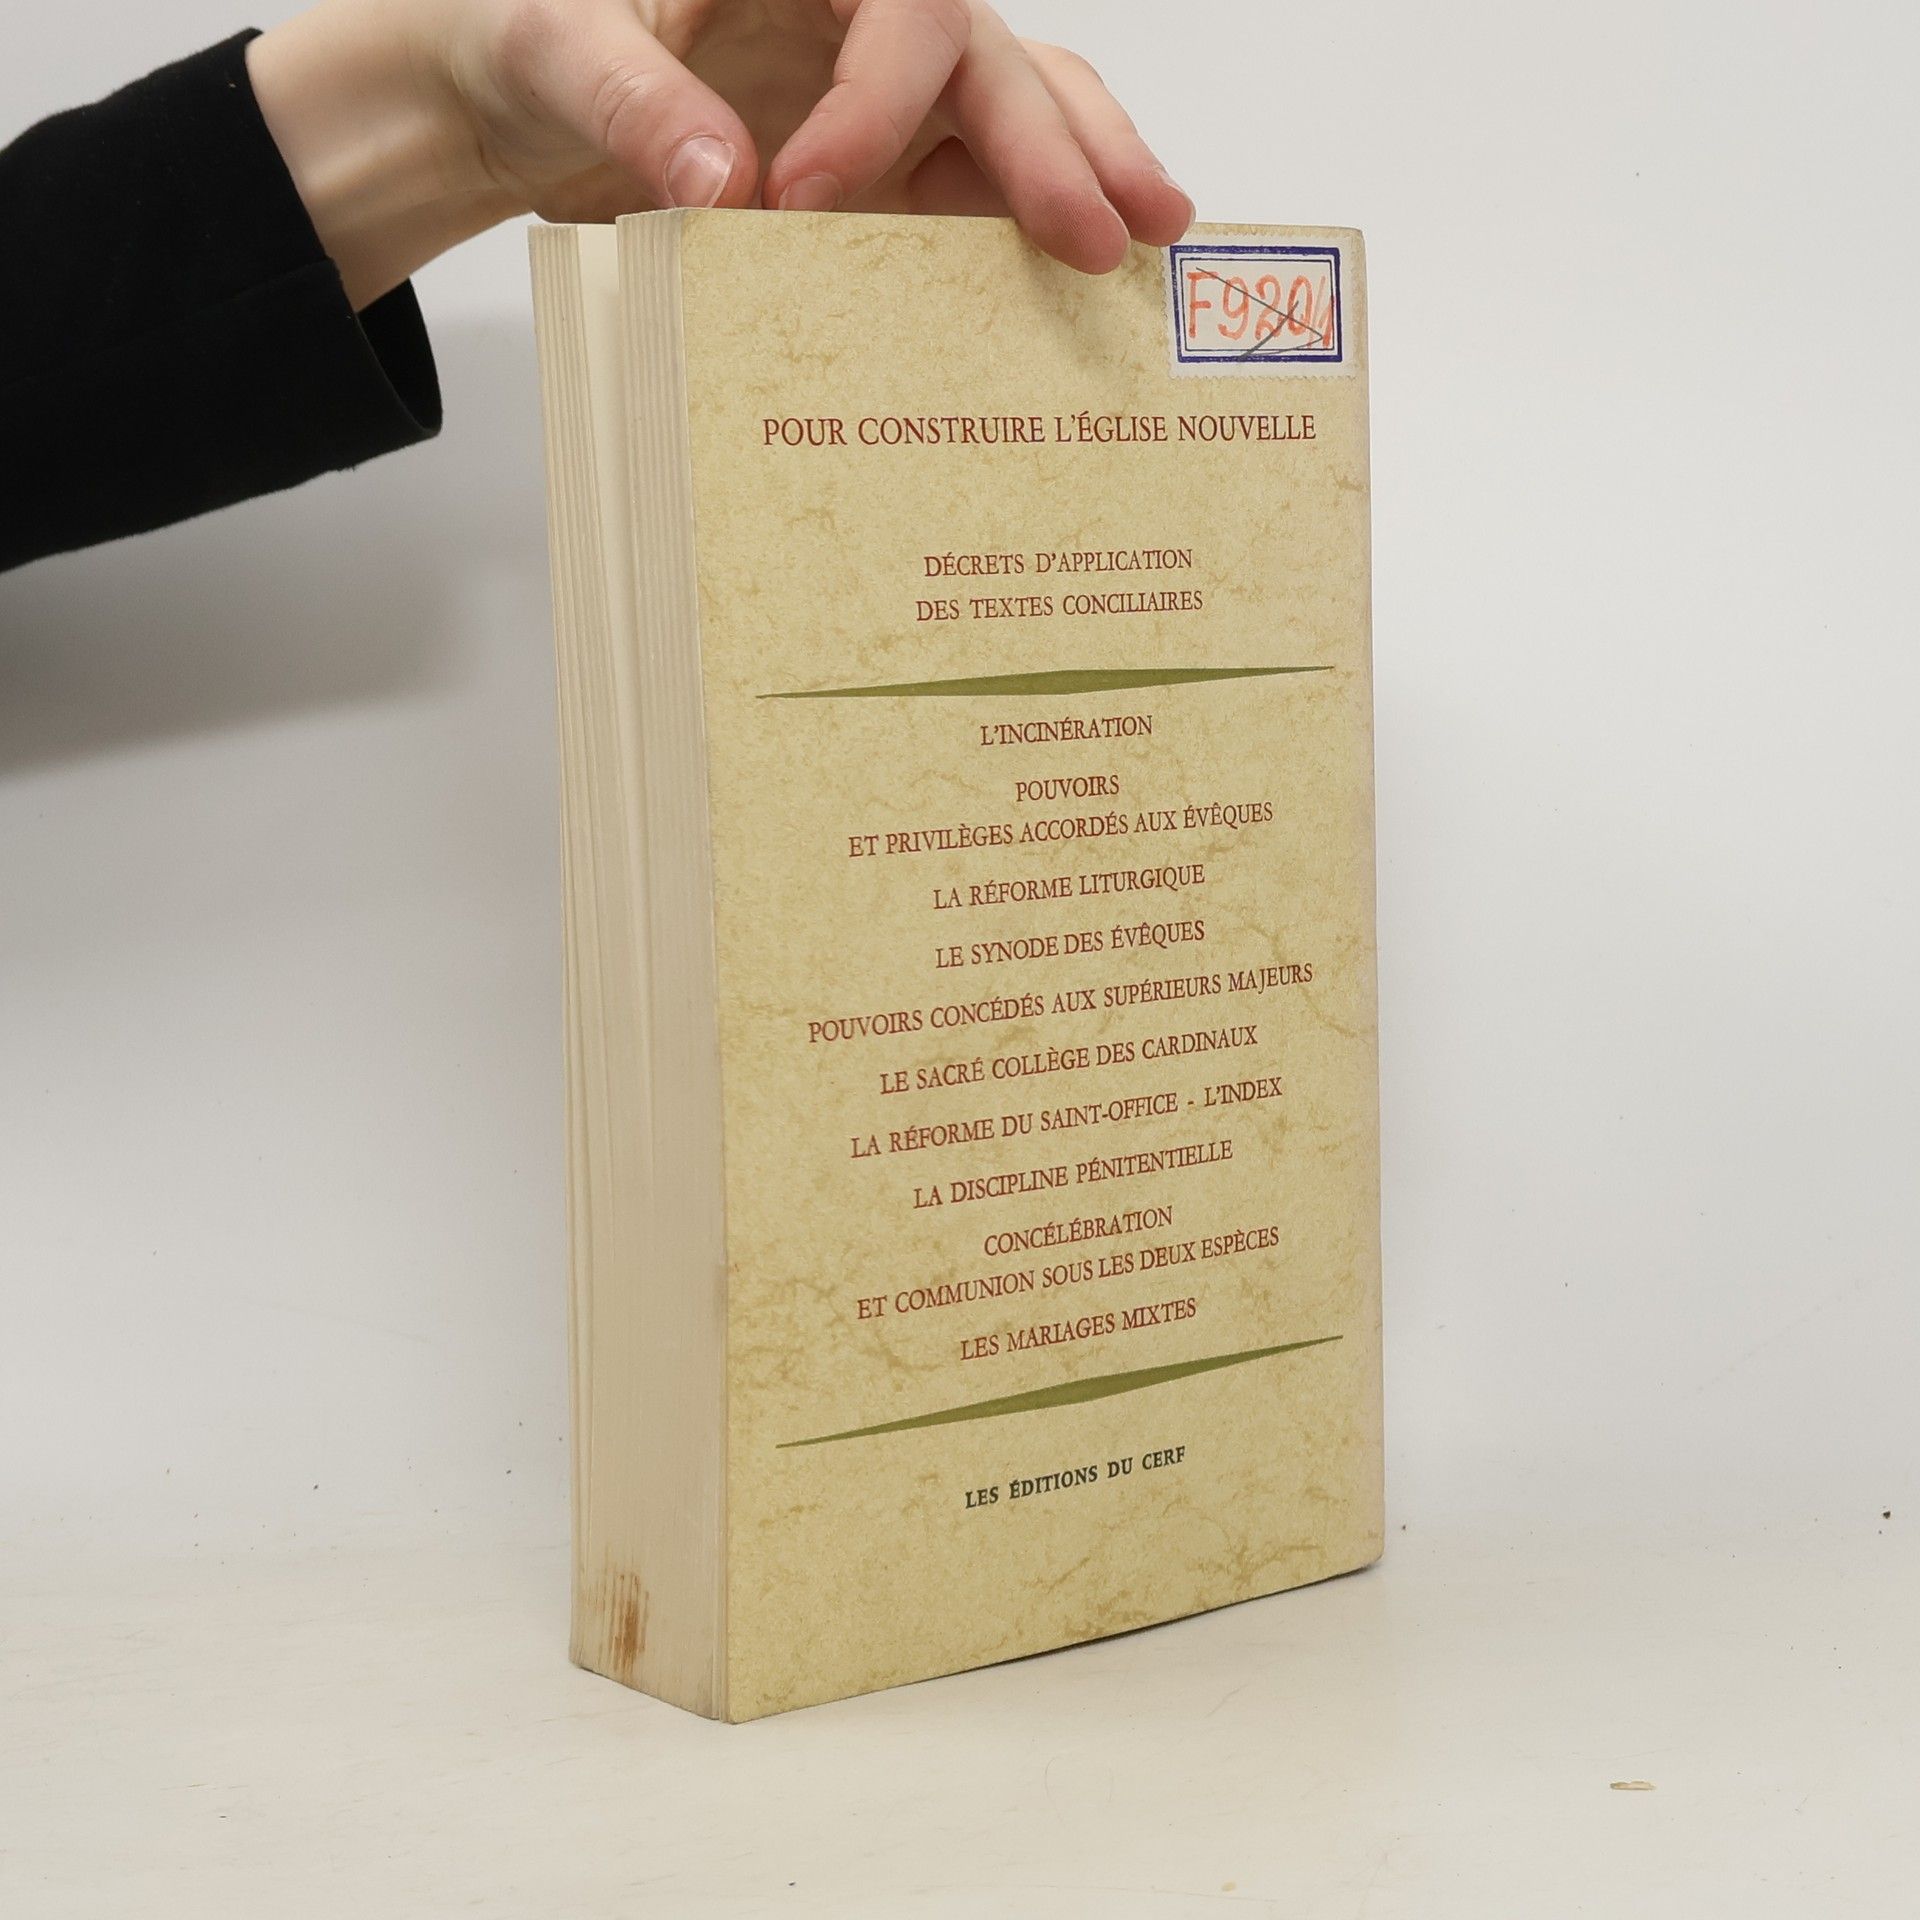 F920/1
POUR CONSTRUIRE L'ÉGLISE NOUVELLE
DÉCRETS D'APPLICATION
DES TEXTES CONCILIAIRES
L'INCINÉRATION
POUVOIRS
ET PRIVILÈGES ACCORDÉS AUX ÉVÊQUES
LA RÉFORME LITURGIQUE
LE SYNODE DES ÉVÊQUES
POUVOIRS CONCÉDÉS AUX SUPÉRIEURS MAJEURS
LE SACRÉ COLLÈGE DES CARDINAUX
LA RÉFORME DU SAINT-OFFICE - L'INDEX
LA DISCIPLINE PÉNITENTIELLE
CONCÉLÉBRATION
ET COMMUNION SOUS LES DEUX ESPÈCES
LES MARIAGES MIXTES
LES ÉDITIONS DU CERF